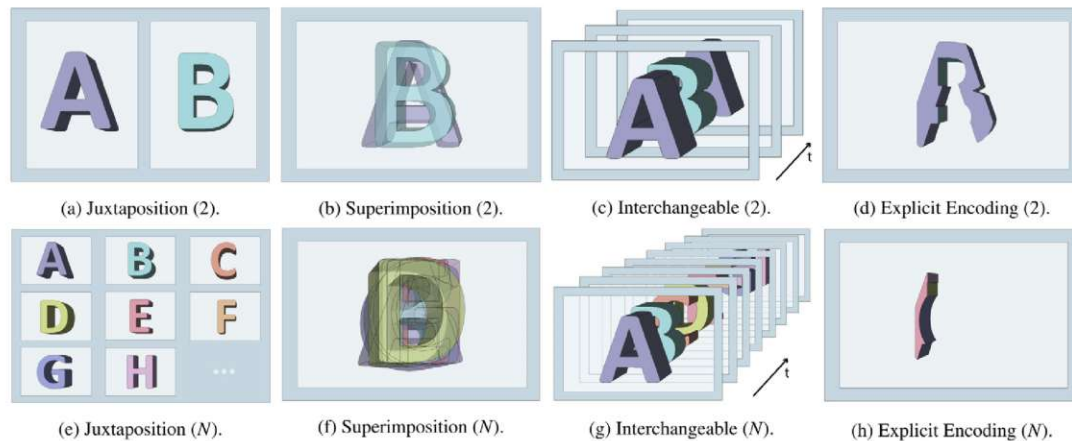 A B
B A
A B A t
(a) Juxtaposition (2). (b) Superimposition (2). (c) Interchangeable (2). (d) Explicit Encoding (2).
A B C
D E F
G H ...
D
A B t
(e) Juxtaposition (N). (f) Superimposition (N). (g) Interchangeable (N). (h) Explicit Encoding (N).